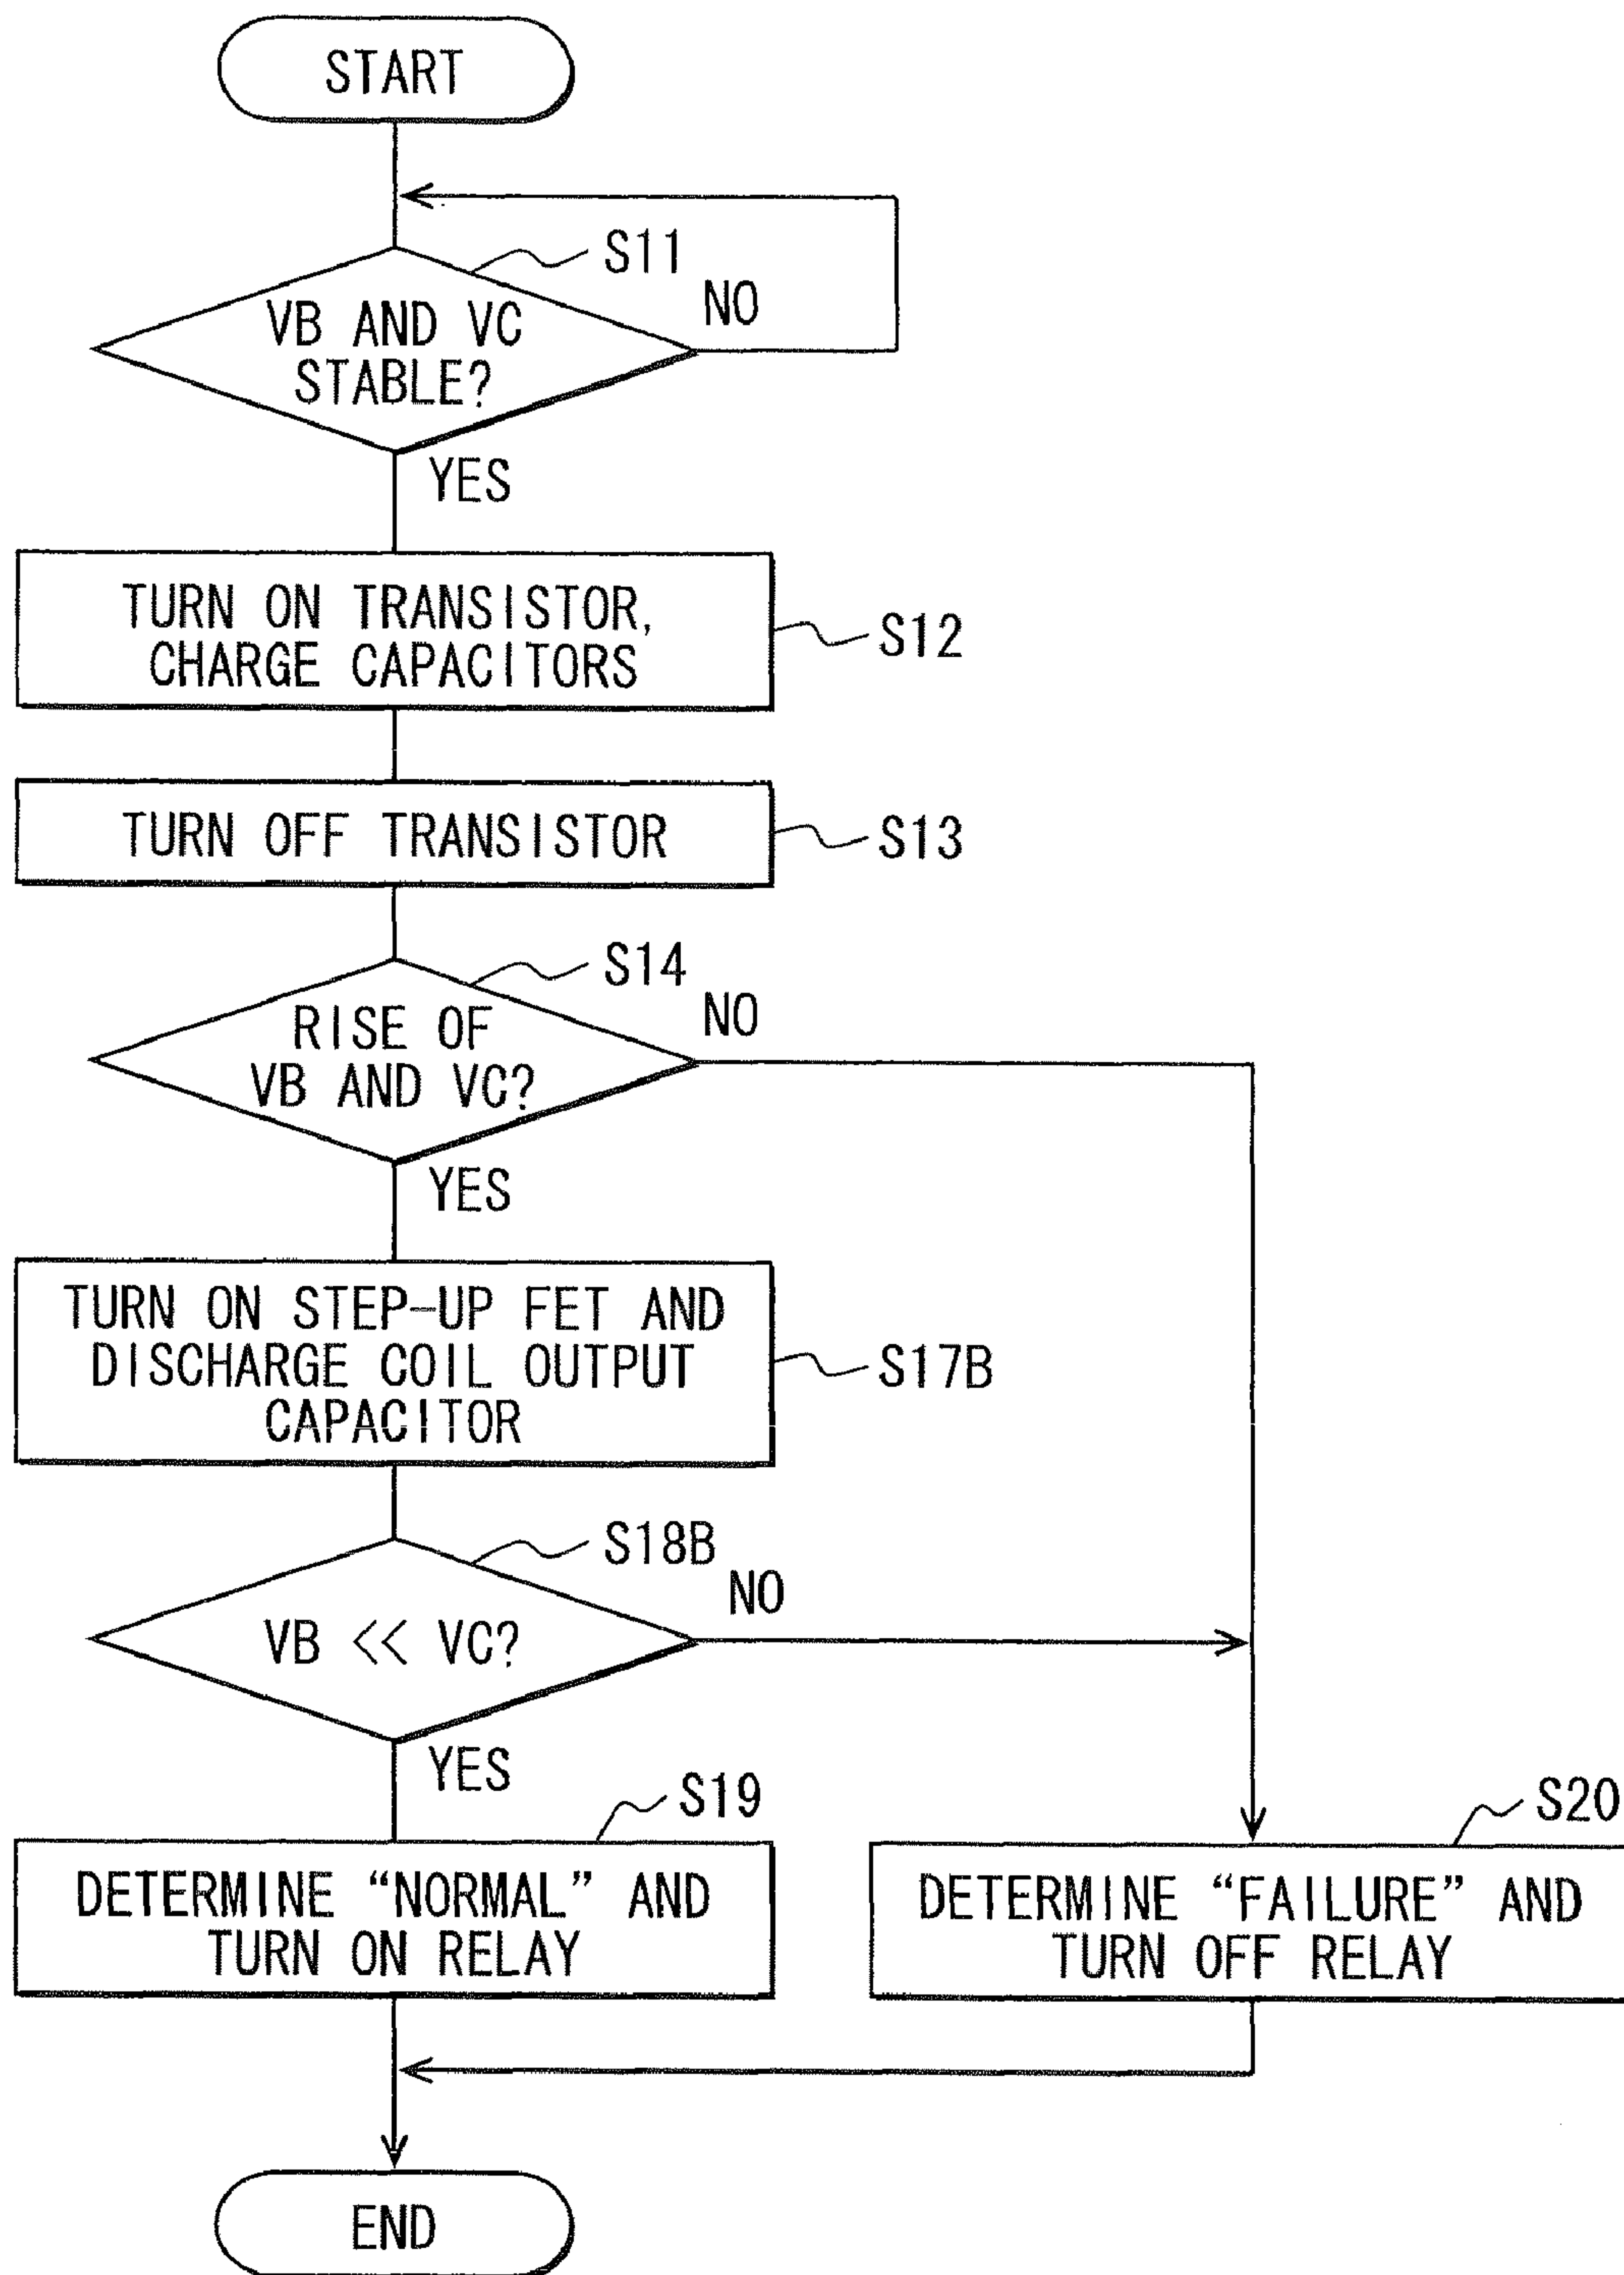 START
S11
NO
VB AND VC
STABLE?
YES
TURN ON TRANSISTOR,
CHARGE CAPACITORS
S12
TURN OFF TRANSISTOR
S13
S14
NO
RISE OF
VB AND VC?
YES
TURN ON STEP-UP FET AND
DISCHARGE COIL OUTPUT
CAPACITOR
S17B
S18B
NO
VB << VC?
YES
S19
S20
DETERMINE “NORMAL” AND
TURN ON RELAY
DETERMINE “FAILURE” AND
TURN OFF RELAY
END